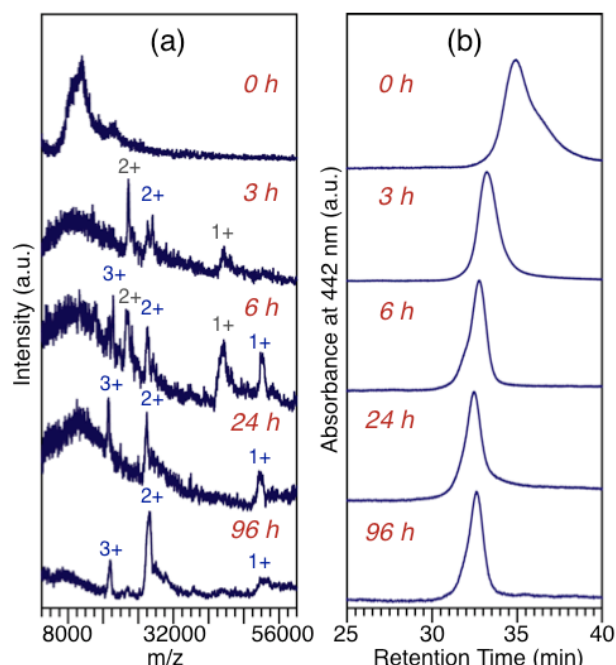 (a)
0 h
2+
2+
3 h
1+
3+
2+
2+
6 h
1+
1+
3+
2+
24 h
1+
2+
96 h
3+
1+
Intensity (a.u.)
8000 32000 56000
m/z
(b)
0 h
3 h
6 h
24 h
96 h
Absorbance at 442 nm (a.u.)
25 30 35 40
Retention Time (min)